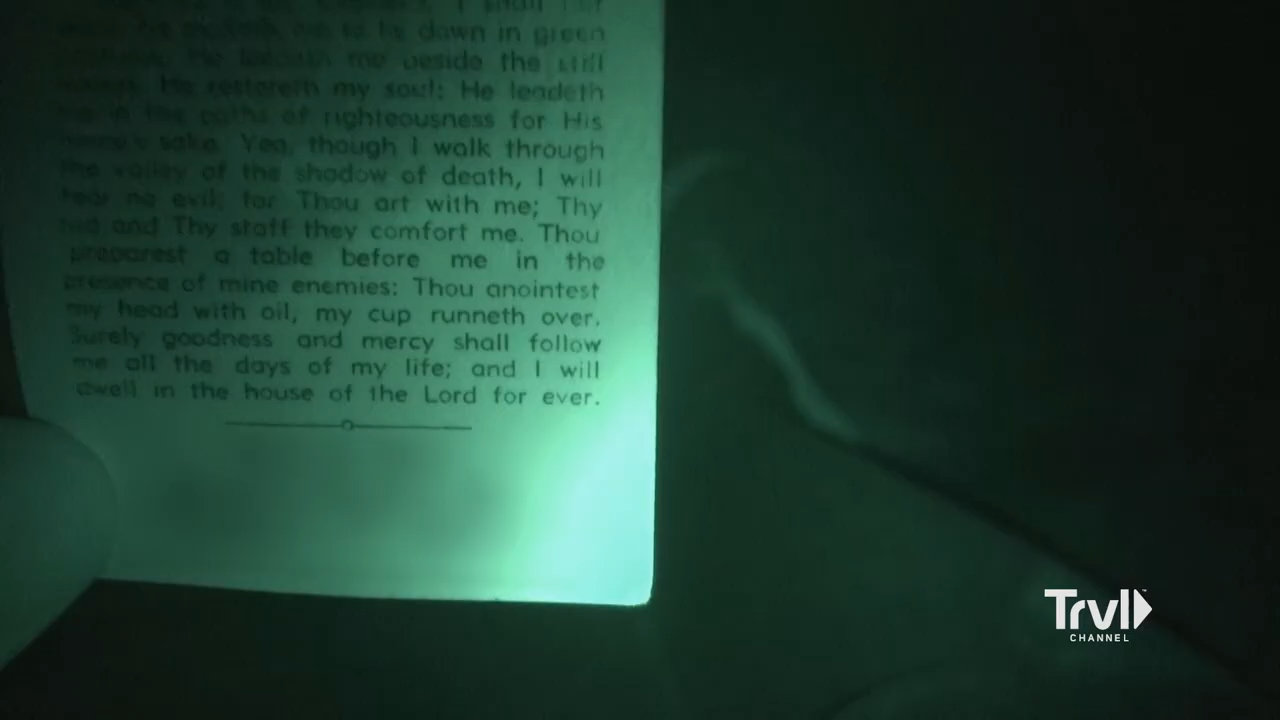 I shall
to lie down in green
He leadeth me beside the still
He restoreth my soul: He leadeth
me in the paths of righteousness for His
name's sake. Yea, though I walk through
the valley of the shadow of death, I will
fear no evil; for Thou art with me; Thy
rod and Thy staff they comfort me. Thou
preparest a table before me in the
presence of mine enemies: Thou anointest
my head with oil, my cup runneth over.
Surely goodness and mercy shall follow
me all the days of my life; and I will
dwell in the house of the Lord for ever.
Trvl
CHANNEL